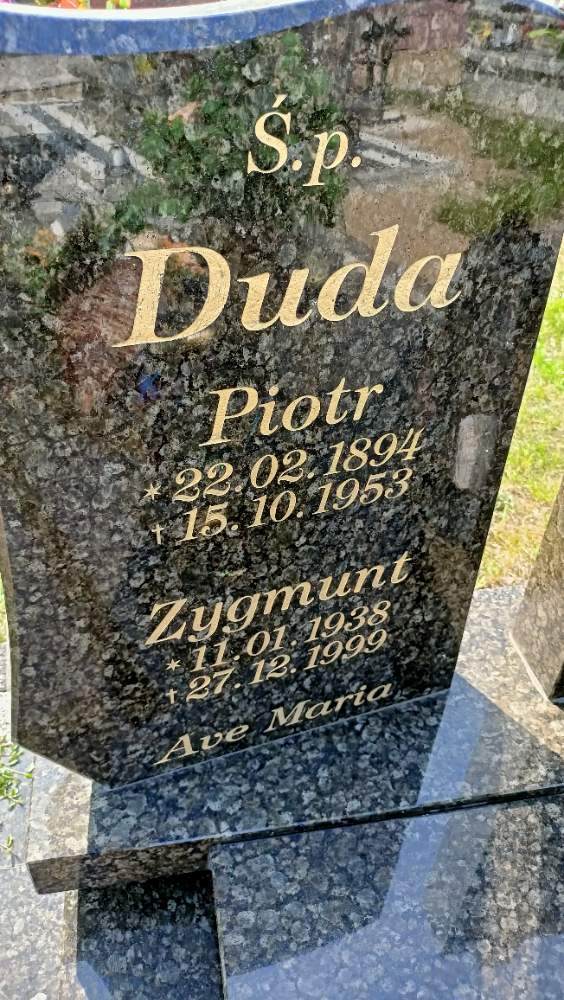 Ś.p.
Duda
Piotr
* 22.02.1894
† 15.10.1953
Zygmunt
* 11.01.1938
† 27.12.1999
Ave Maria